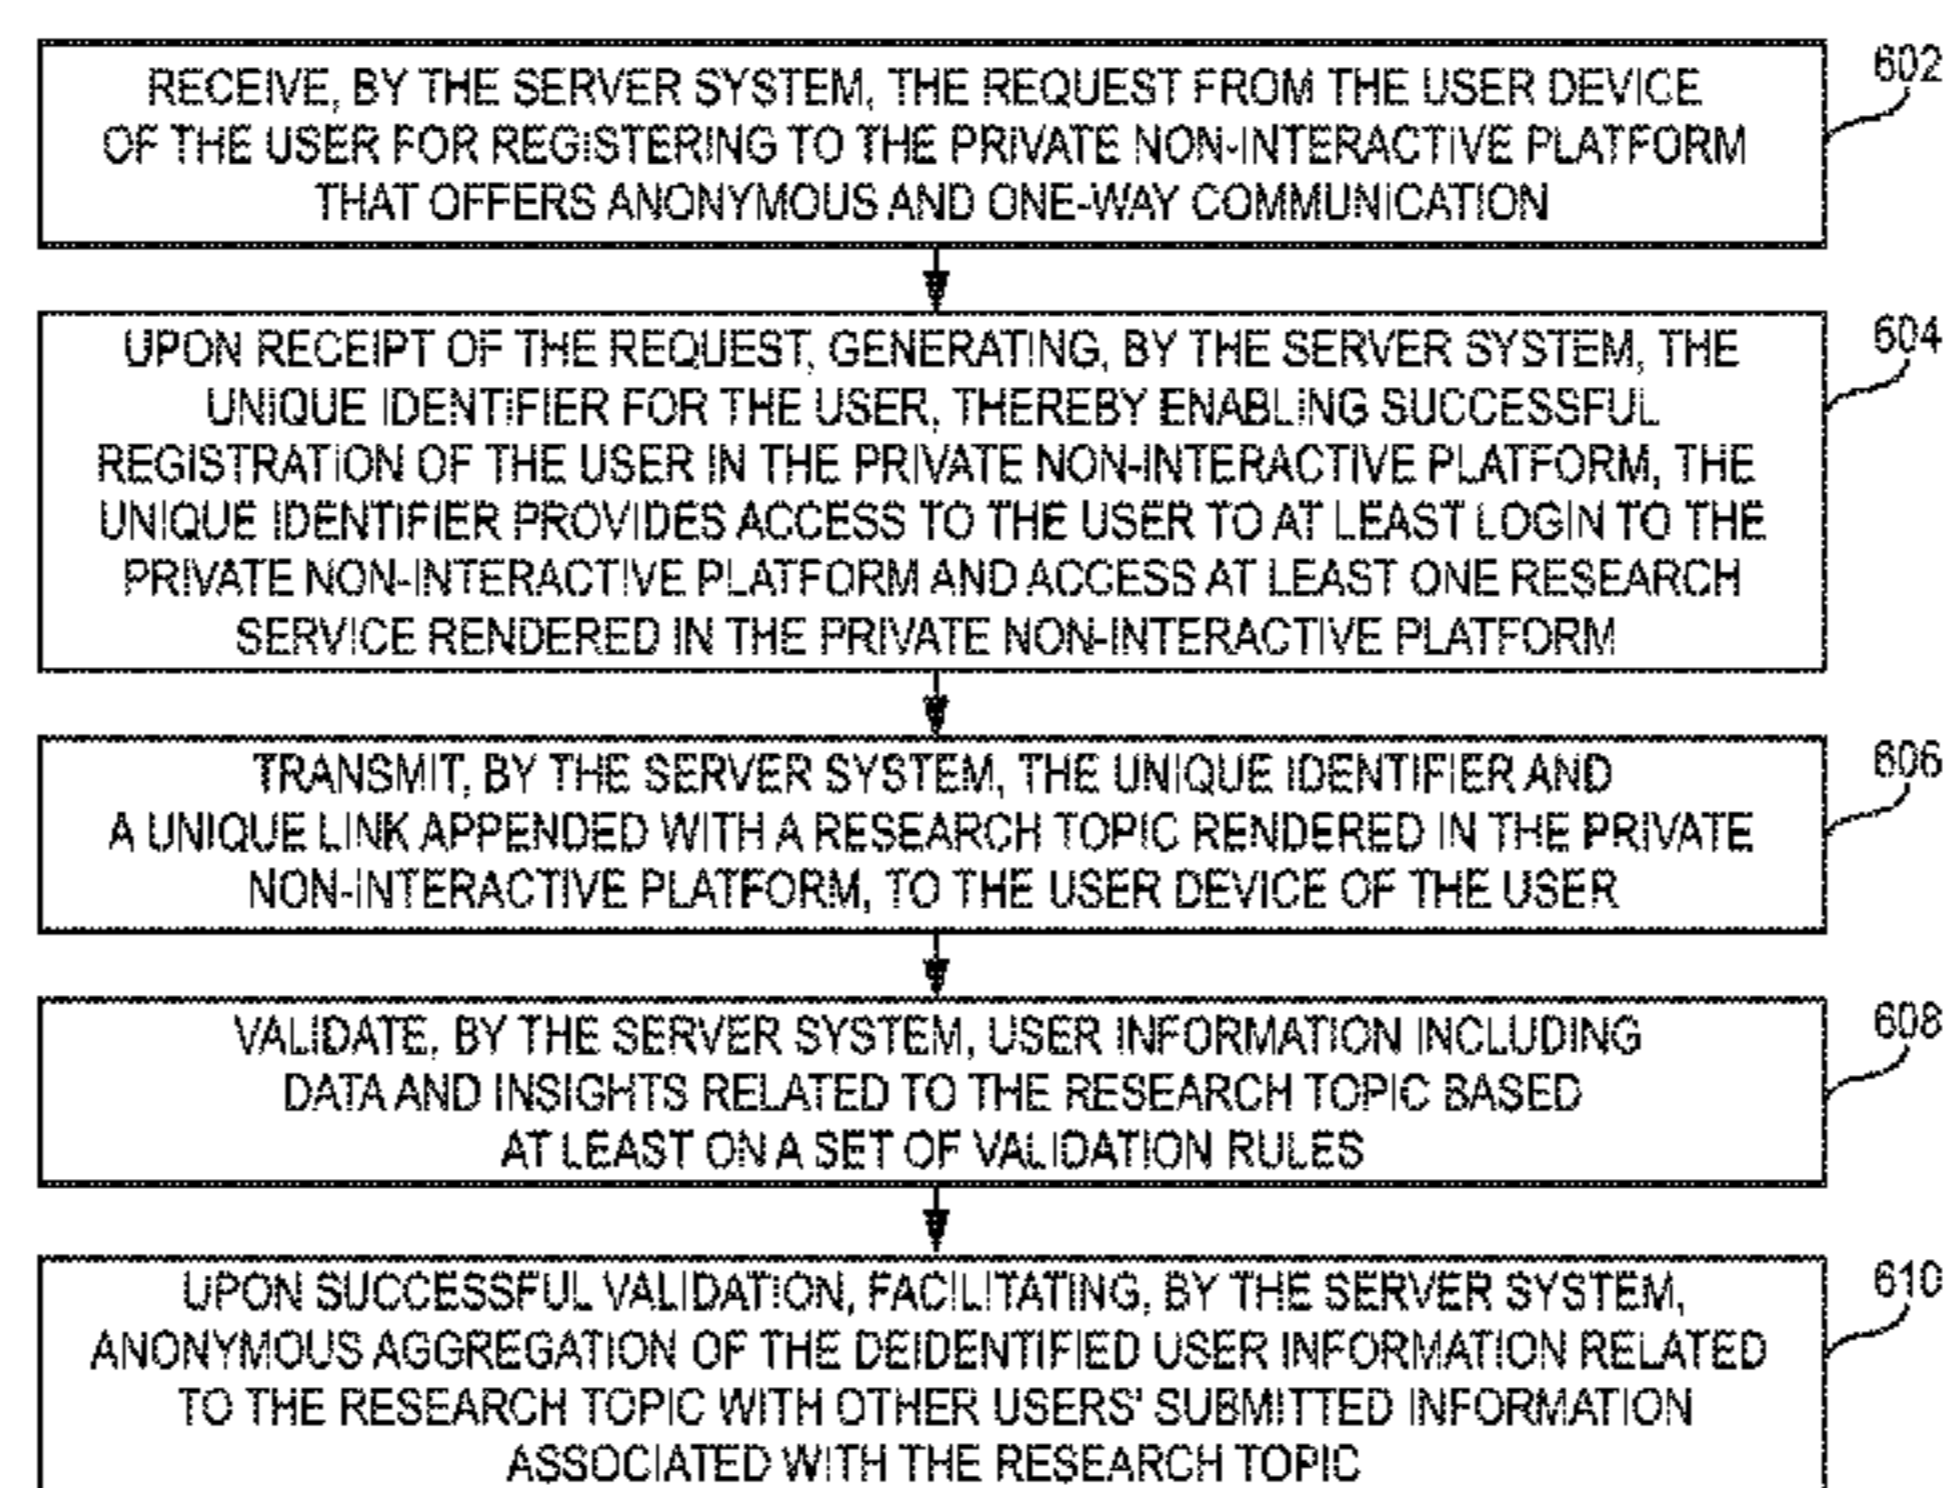 RECEIVE, BY THE SERVER SYSTEM, THE REQUEST FROM THE USER DEVICE
OF THE USER FOR REGISTERING TO THE PRIVATE NON-INTERACTIVE PLATFORM
THAT OFFERS ANONYMOUS AND ONE-WAY COMMUNICATION
602
UPON RECEIPT OF THE REQUEST, GENERATING, BY THE SERVER SYSTEM, THE
UNIQUE IDENTIFIER FOR THE USER, THEREBY ENABLING SUCCESSFUL
REGISTRATION OF THE USER IN THE PRIVATE NON-INTERACTIVE PLATFORM, THE
UNIQUE IDENTIFIER PROVIDES ACCESS TO THE USER TO AT LEAST LOGIN TO THE
PRIVATE NON-INTERACTIVE PLATFORM AND ACCESS AT LEAST ONE RESEARCH
SERVICE RENDERED IN THE PRIVATE NON-INTERACTIVE PLATFORM
604
TRANSMIT, BY THE SERVER SYSTEM, THE UNIQUE IDENTIFIER AND
A UNIQUE LINK APPENDED WITH A RESEARCH TOPIC RENDERED IN THE PRIVATE
NON-INTERACTIVE PLATFORM, TO THE USER DEVICE OF THE USER
606
VALIDATE, BY THE SERVER SYSTEM, USER INFORMATION INCLUDING
DATA AND INSIGHTS RELATED TO THE RESEARCH TOPIC BASED
AT LEAST ON A SET OF VALIDATION RULES
608
UPON SUCCESSFUL VALIDATION, FACILITATING, BY THE SERVER SYSTEM,
ANONYMOUS AGGREGATION OF THE DEIDENTIFIED USER INFORMATION RELATED
TO THE RESEARCH TOPIC WITH OTHER USERS' SUBMITTED INFORMATION
ASSOCIATED WITH THE RESEARCH TOPIC
610